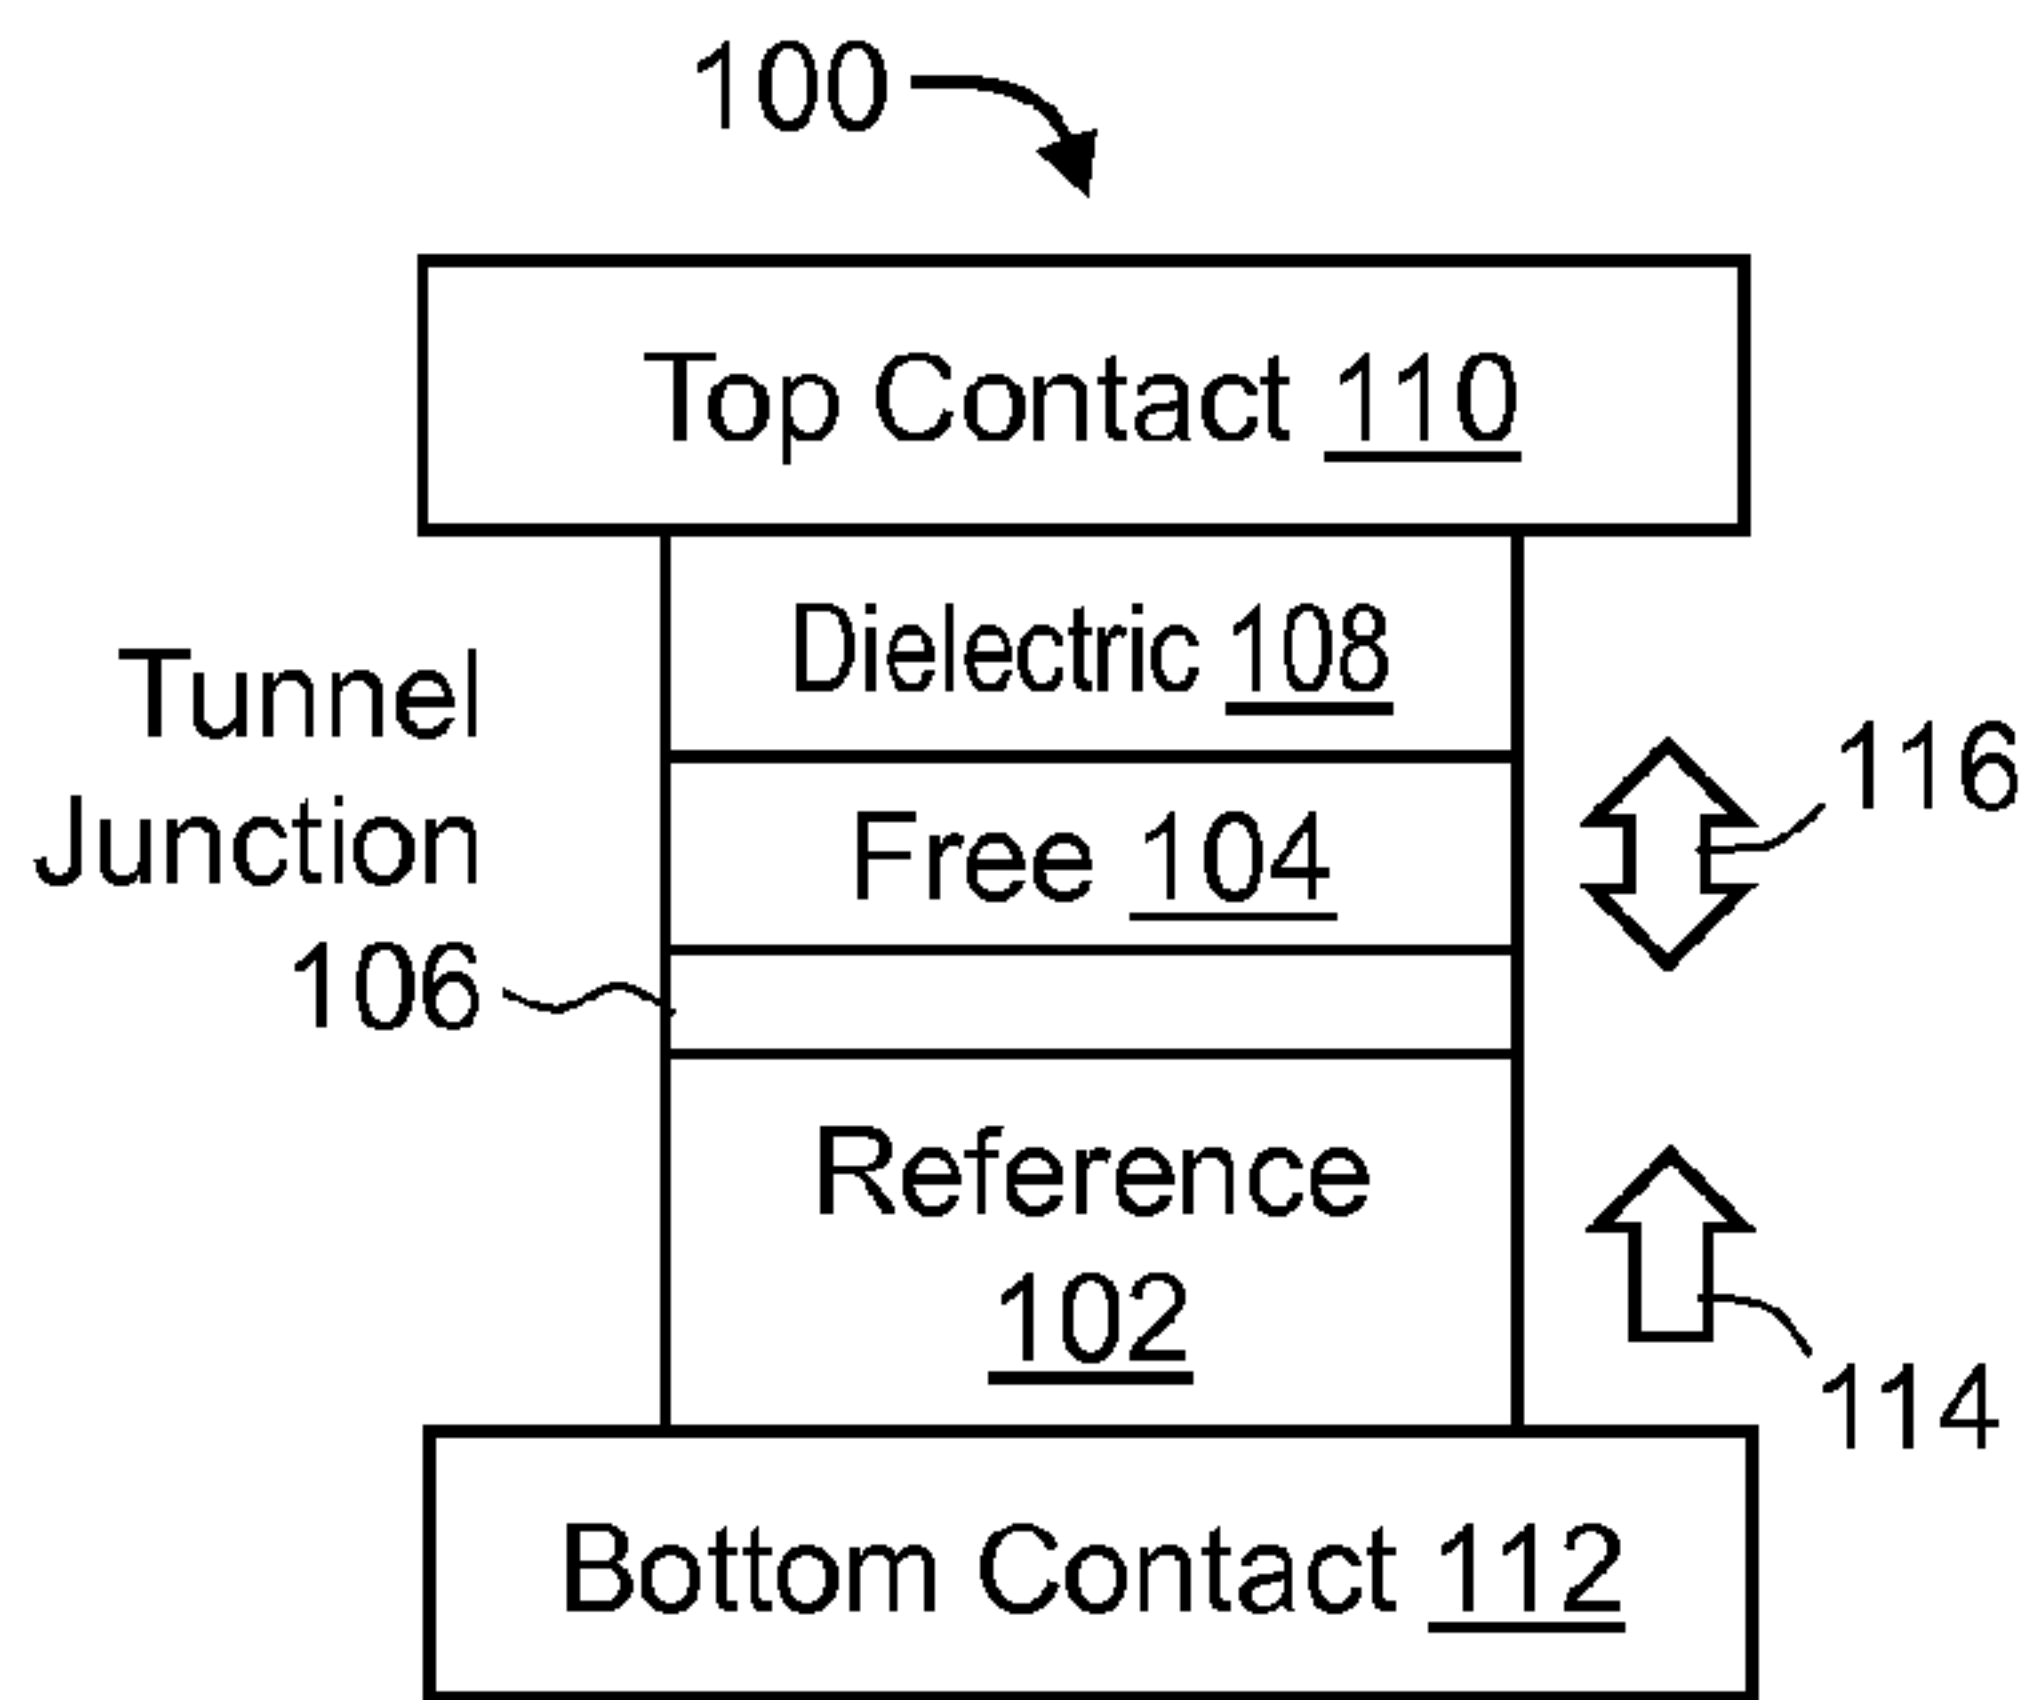 100
Top Contact 110
Dielectric 108
Tunnel
Junction
106
Free 104
116
Reference
102
114
Bottom Contact 112